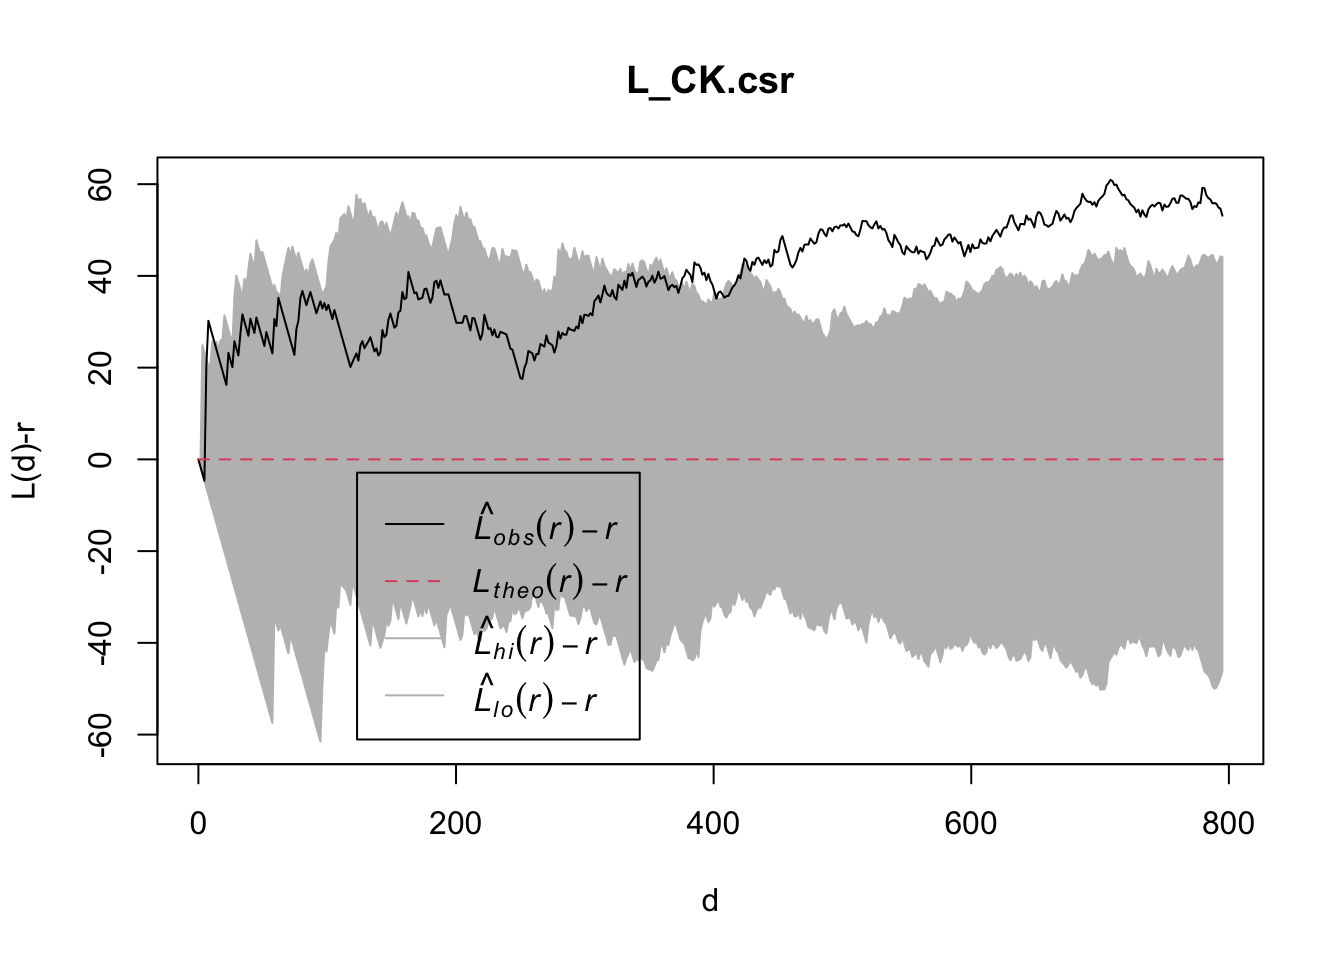 L_CK.csr
L(d)-r
60
40
20
0
-20
-40
-60
L̂obs(r) – r
Ltheo(r) – r
L̂hi(r) – r
L̂lo(r) – r
0 200 400 600 800
d